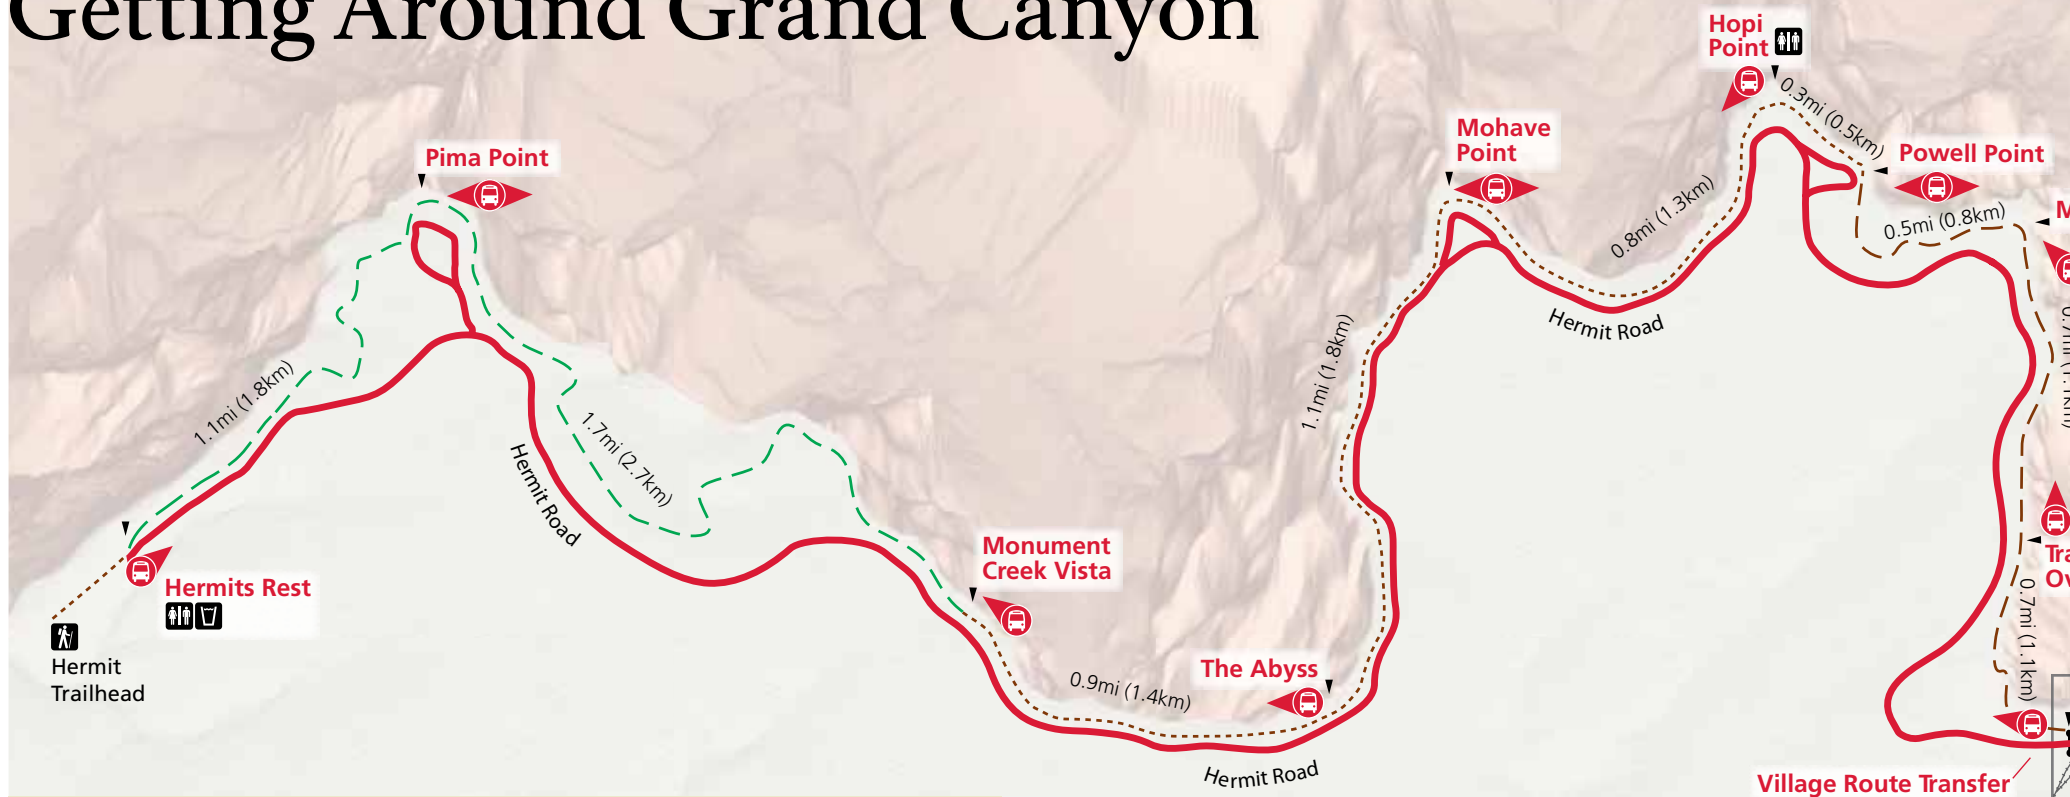 Getting Around Grand Canyon
Hopi
Point
0.3mi (0.5km)
Mohave
Point
Powell Point
Pima Point
0.8mi (1.3km)
0.5mi (0.8km)
Hermit Road
1.1mi (1.8km)
1.1mi (1.8km)
1.7mi (2.7km)
Hermit Road
Monument
Creek Vista
Hermits Rest
0.7mi (1.1km)
Hermit
Trailhead
The Abyss
0.9mi (1.4km)
Hermit Road
Village Route Transfer